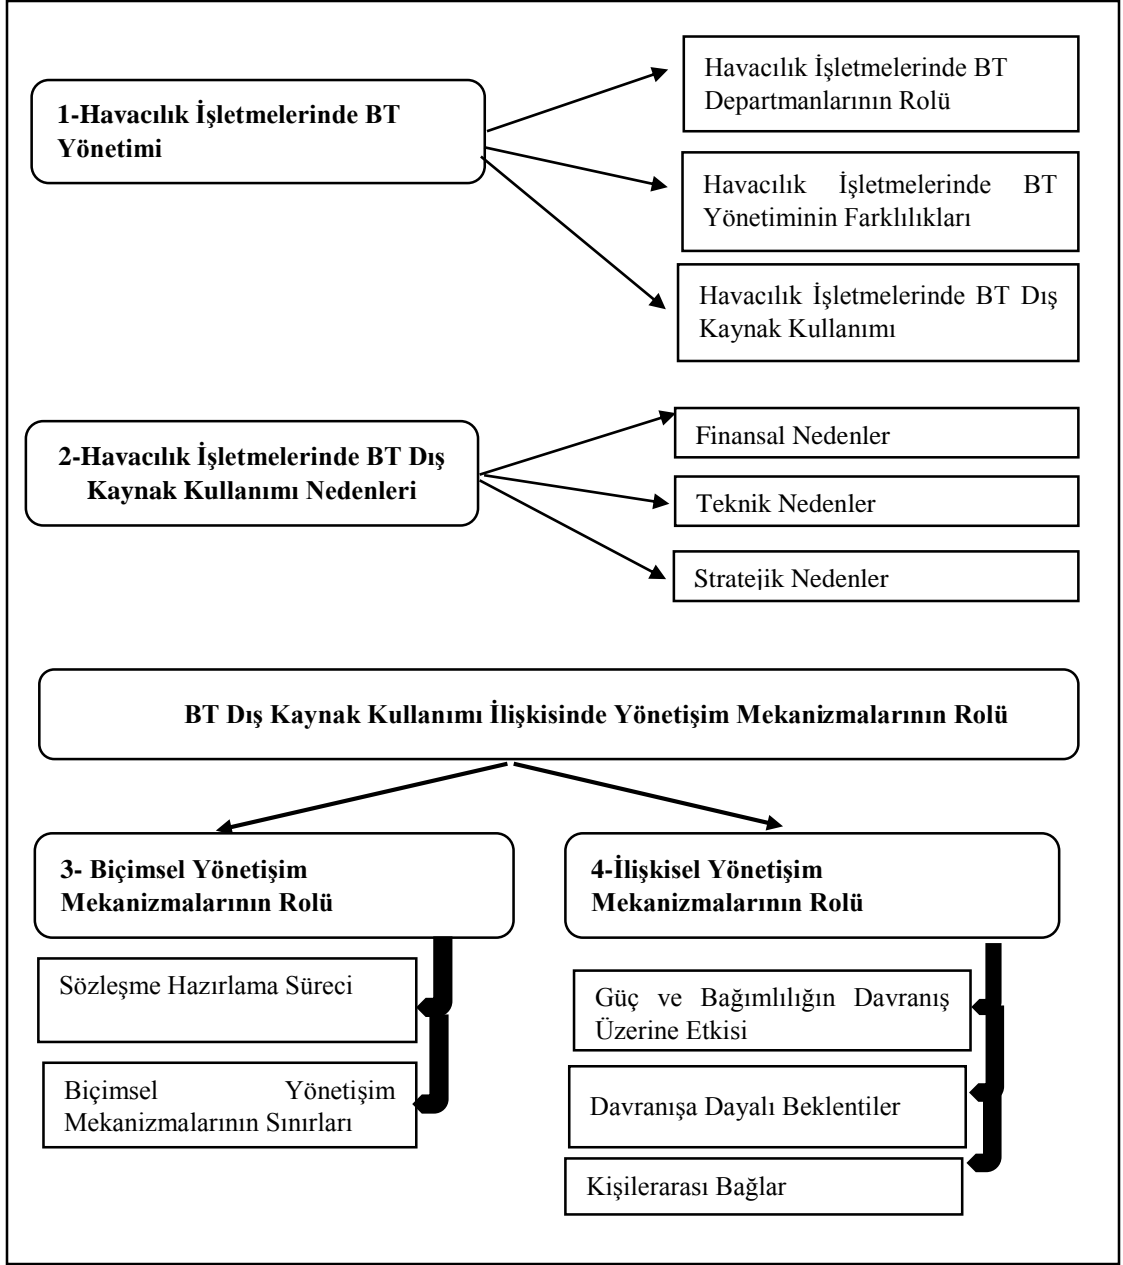 1-Havacılık İşletmelerinde BT
Yönetimi
Havacılık İşletmelerinde BT
Departmanlarının Rolü
Havacılık İşletmelerinde BT
Yönetiminin Farklılıkları
Havacılık İşletmelerinde BT Dış
Kaynak Kullanımı
2-Havacılık İşletmelerinde BT Dış
Kaynak Kullanımı Nedenleri
Finansal Nedenler
Teknik Nedenler
Stratejik Nedenler
BT Dış Kaynak Kullanımı İlişkisinde Yönetişim Mekanizmalarının Rolü
3- Biçimsel Yönetişim
Mekanizmalarının Rolü
Sözleşme Hazırlama Süreci
Biçimsel Yönetişim
Mekanizmalarının Sınırları
4-İlişkisel Yönetişim
Mekanizmalarının Rolü
Güç ve Bağımlılığın Davranış
Üzerine Etkisi
Davranışa Dayalı Beklentiler
Kişilerarası Bağlar